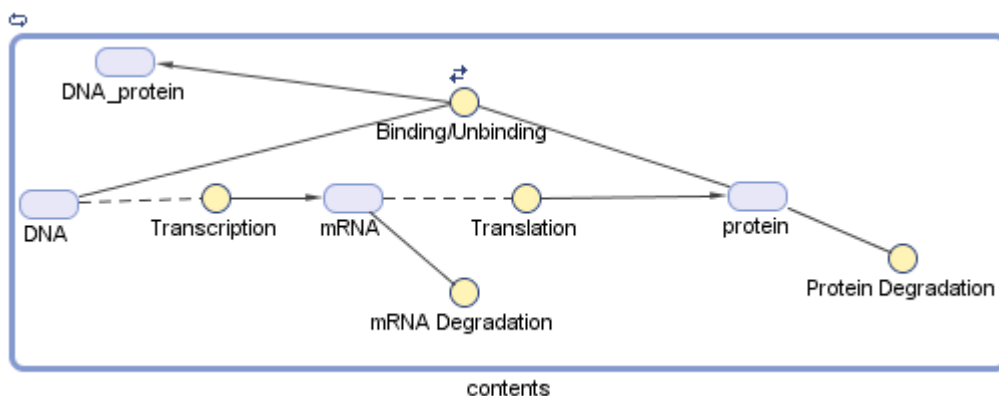 DNA_protein
Binding/Unbinding
DNA
Transcription
mRNA
Translation
protein
mRNA Degradation
Protein Degradation
contents